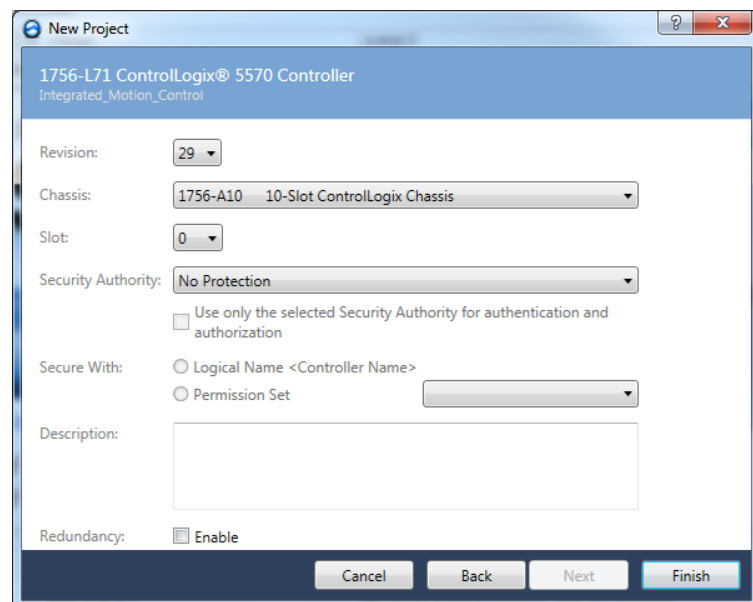 New Project
1756-L71 ControlLogix® 5570 Controller
Integrated_Motion_Control
Revision:
29
Chassis:
1756-A10 10-Slot ControlLogix Chassis
Slot:
0
Security Authority:
No Protection
Use only the selected Security Authority for authentication and
authorization
Secure With:
Logical Name <Controller Name>
Permission Set
Description:
Redundancy:
Enable
Cancel
Back
Next
Finish